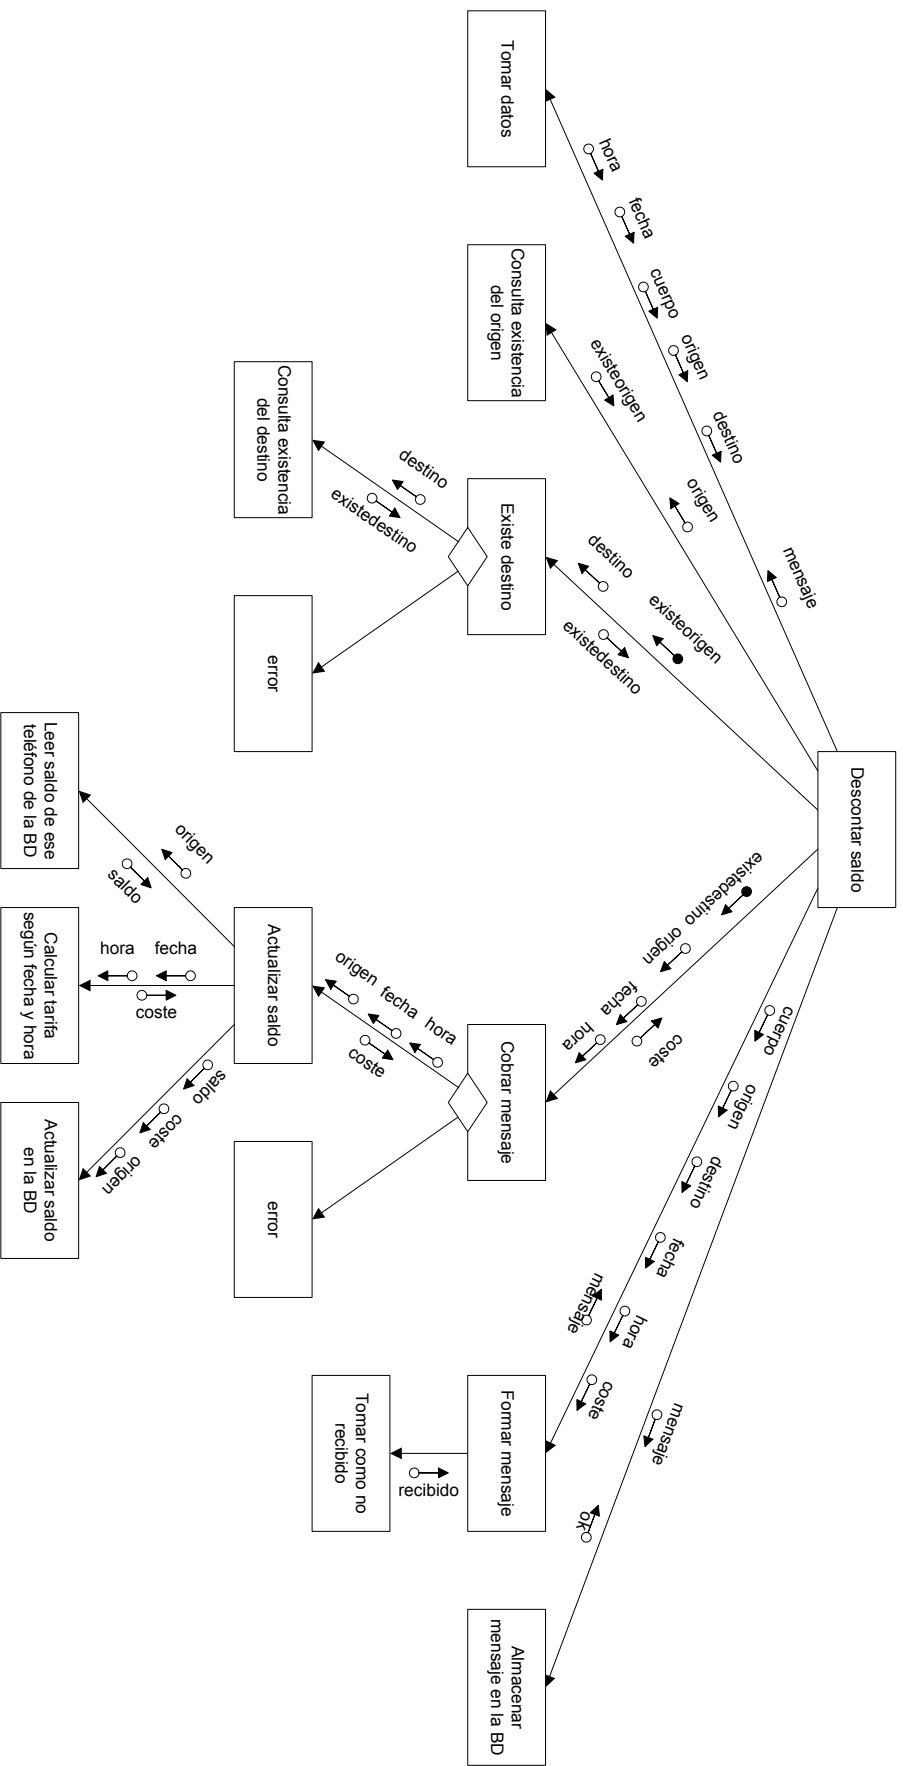 Descontar saldo
mensaje
destino
origen
cuerpo
fecha
hora
Tomar datos
origen
existeorigen
Consulta existencia
del origen
existeorigen
destino
existedestino
Existe destino
destino
existedestino
Consulta existencia
del destino
error
existedestino
origen
fecha
hora
coste
Cobrar mensaje
hora
fecha
origen
coste
Actualizar saldo
error
origen
saldo
Leer saldo de ese
teléfono de la BD
fecha
hora
coste
Calcular tarifa
según fecha y hora
saldo
coste
origen
Actualizar saldo
en la BD
cuerpo
origen
destino
fecha
hora
coste
mensaje
Formar mensaje
recibido
Tomar como no
recibido
mensaje
ok
Almacenar
mensaje en la BD